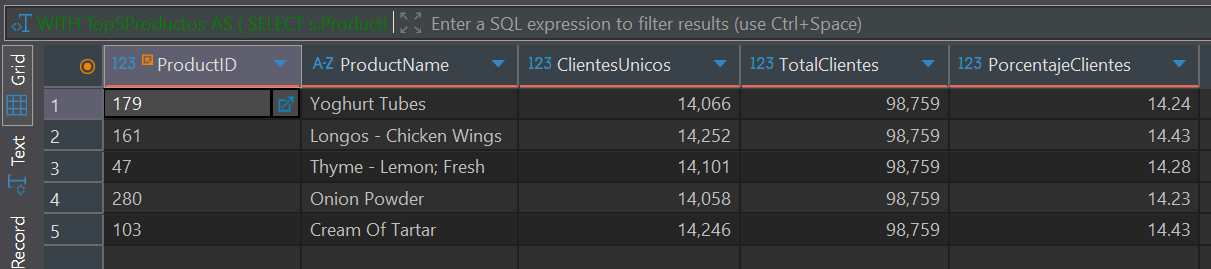 WITH Top5Productos AS ( SELECT s.ProductI Enter a SQL expression to filter results (use Ctrl+Space)
Grid
Text
Record
123 ProductID A-Z ProductName 123 ClientesUnicos 123 TotalClientes 123 PorcentajeClientes
1 179 Yoghurt Tubes 14,066 98,759 14.24
2 161 Longos - Chicken Wings 14,252 98,759 14.43
3 47 Thyme - Lemon; Fresh 14,101 98,759 14.28
4 280 Onion Powder 14,058 98,759 14.23
5 103 Cream Of Tartar 14,246 98,759 14.43